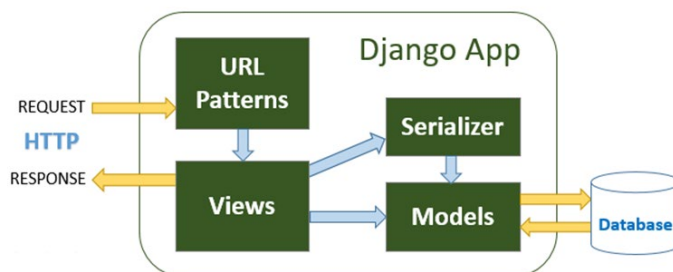 Django App
URL
Patterns
REQUEST
HTTP
RESPONSE
Serializer
Views
Models
Database